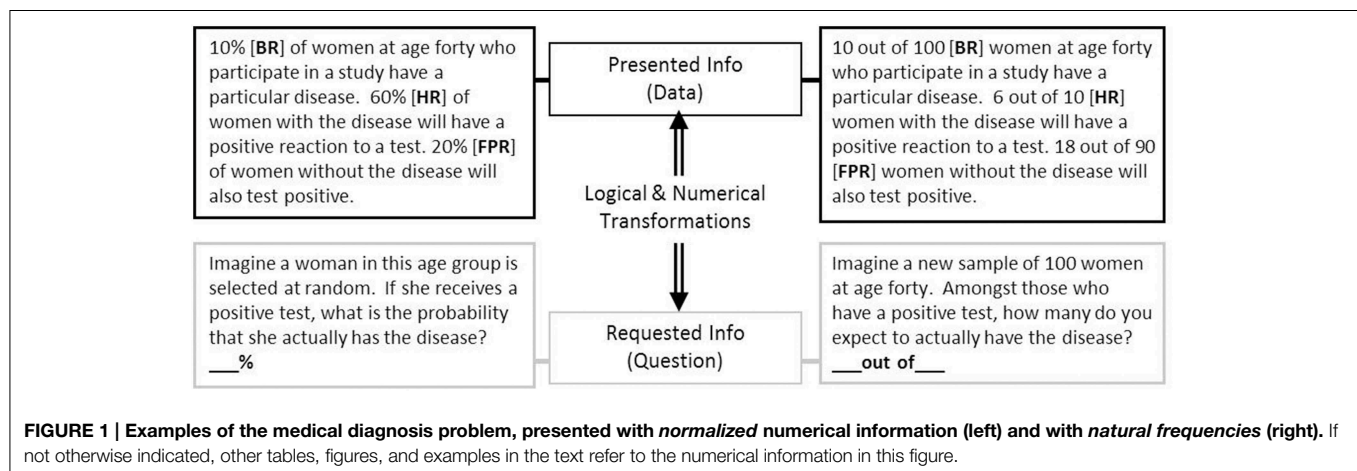 10% [BR] of women at age forty who
participate in a study have a
particular disease. 60% [HR] of
women with the disease will have a
positive reaction to a test. 20% [FPR]
of women without the disease will
also test positive.
Presented Info
(Data)
10 out of 100 [BR] women at age forty
who participate in a study have a
particular disease. 6 out of 10 [HR]
women with the disease will have a
positive reaction to a test. 18 out of 90
[FPR] women without the disease will
also test positive.
Logical & Numerical
Transformations
Imagine a woman in this age group is
selected at random. If she receives a
positive test, what is the probability
that she actually has the disease?
___%
Requested Info
(Question)
Imagine a new sample of 100 women
at age forty. Amongst those who
have a positive test, how many do you
expect to actually have the disease?
___out of___
FIGURE 1 | Examples of the medical diagnosis problem, presented with normalized numerical information (left) and with natural frequencies (right). If
not otherwise indicated, other tables, figures, and examples in the text refer to the numerical information in this figure.